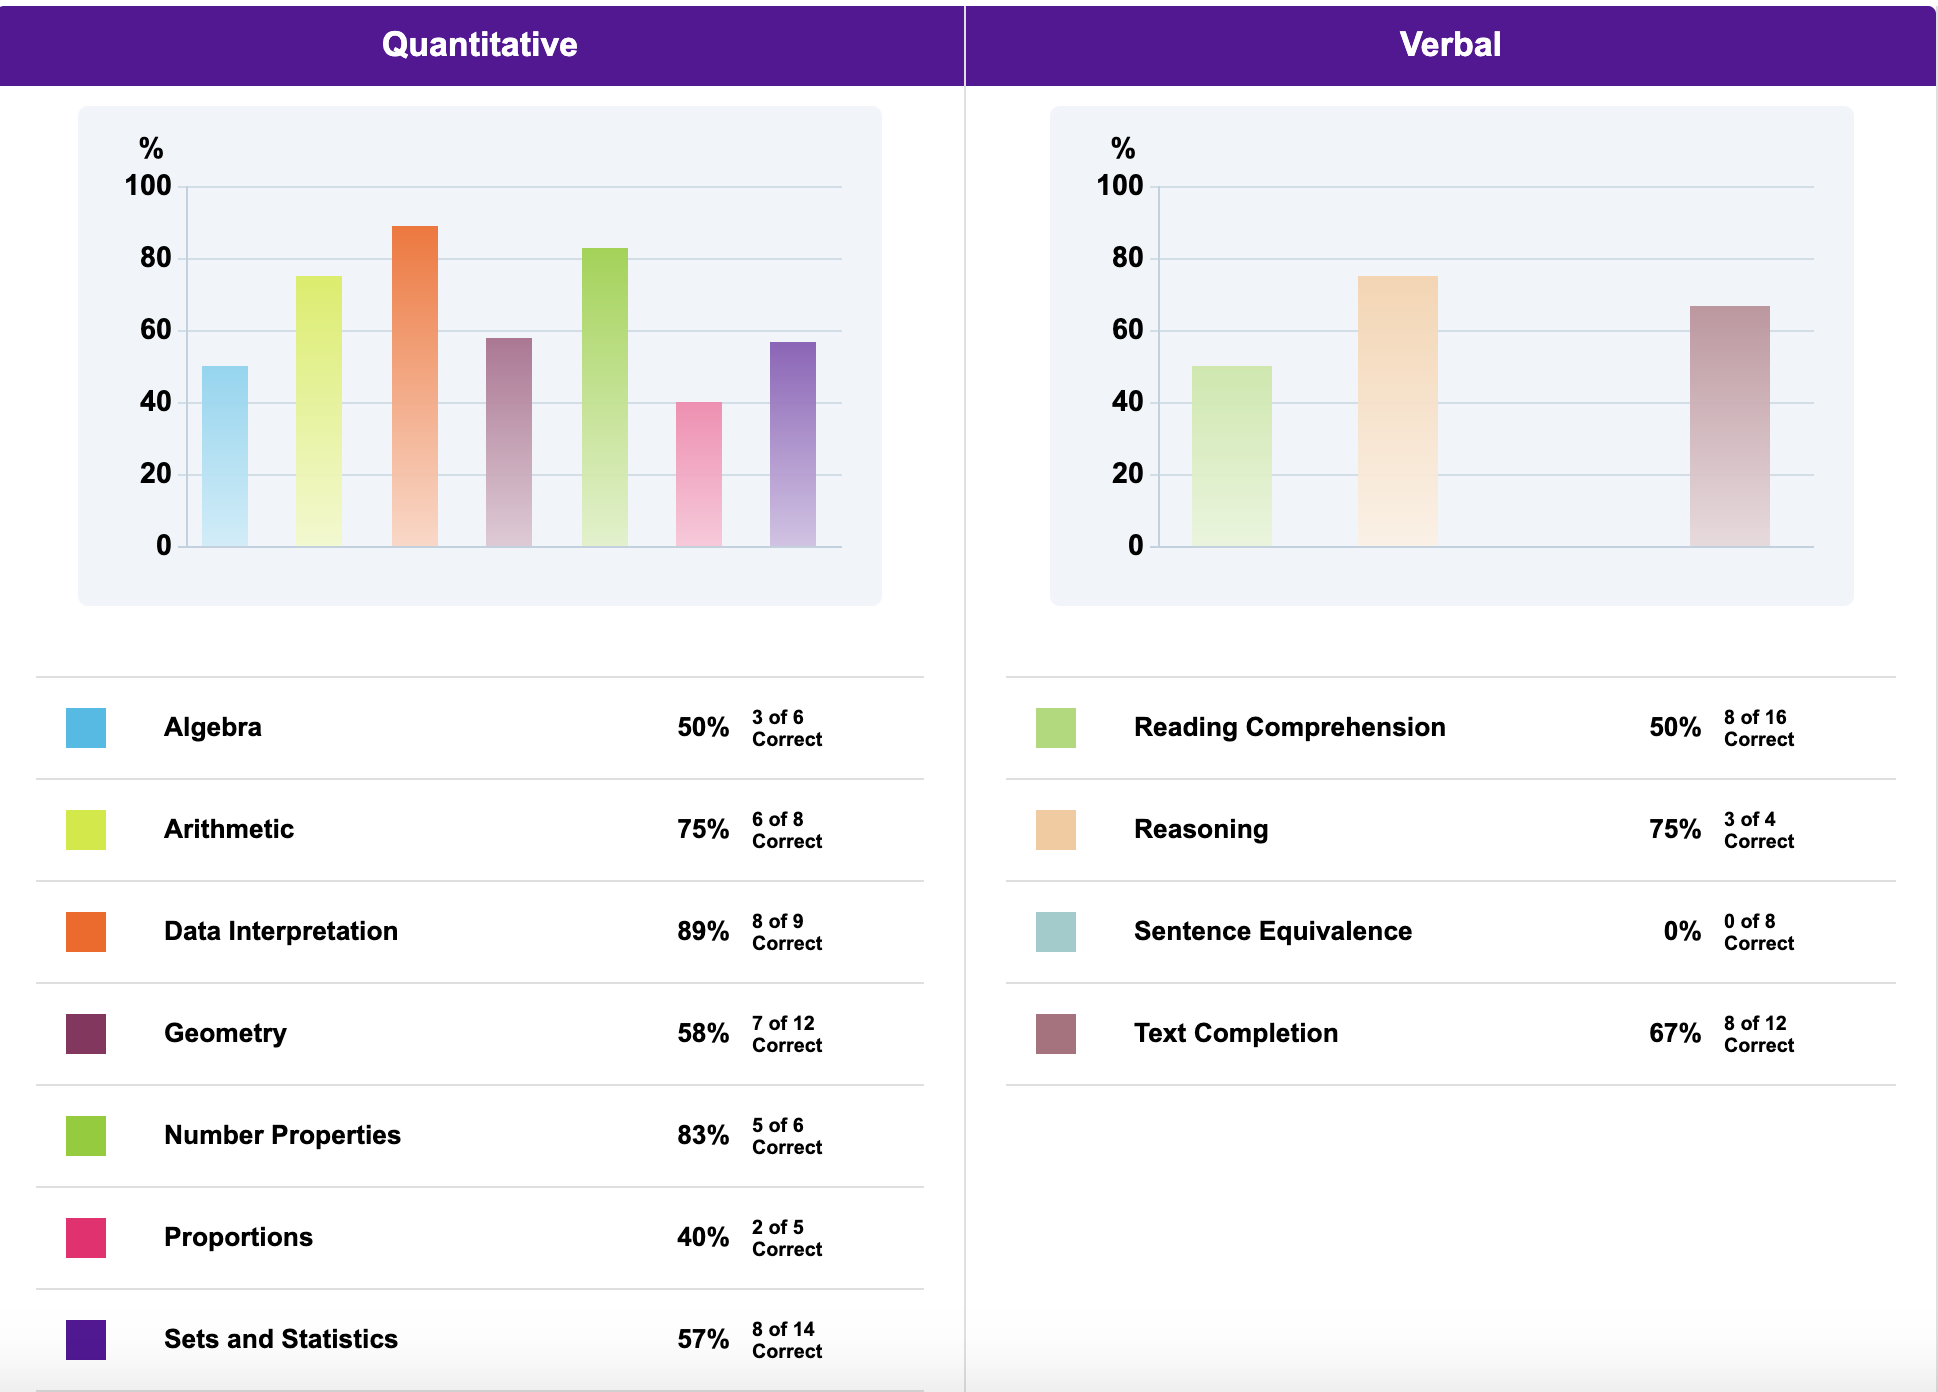 Quantitative
%
100
80
60
40
20
0
Algebra 50% 3 of 6
Correct
Arithmetic 75% 6 of 8
Correct
Data Interpretation 89% 8 of 9
Correct
Geometry 58% 7 of 12
Correct
Number Properties 83% 5 of 6
Correct
Proportions 40% 2 of 5
Correct
Sets and Statistics 57% 8 of 14
Correct
Verbal
%
100
80
60
40
20
0
Reading Comprehension 50% 8 of 16
Correct
Reasoning 75% 3 of 4
Correct
Sentence Equivalence 0% 0 of 8
Correct
Text Completion 67% 8 of 12
Correct